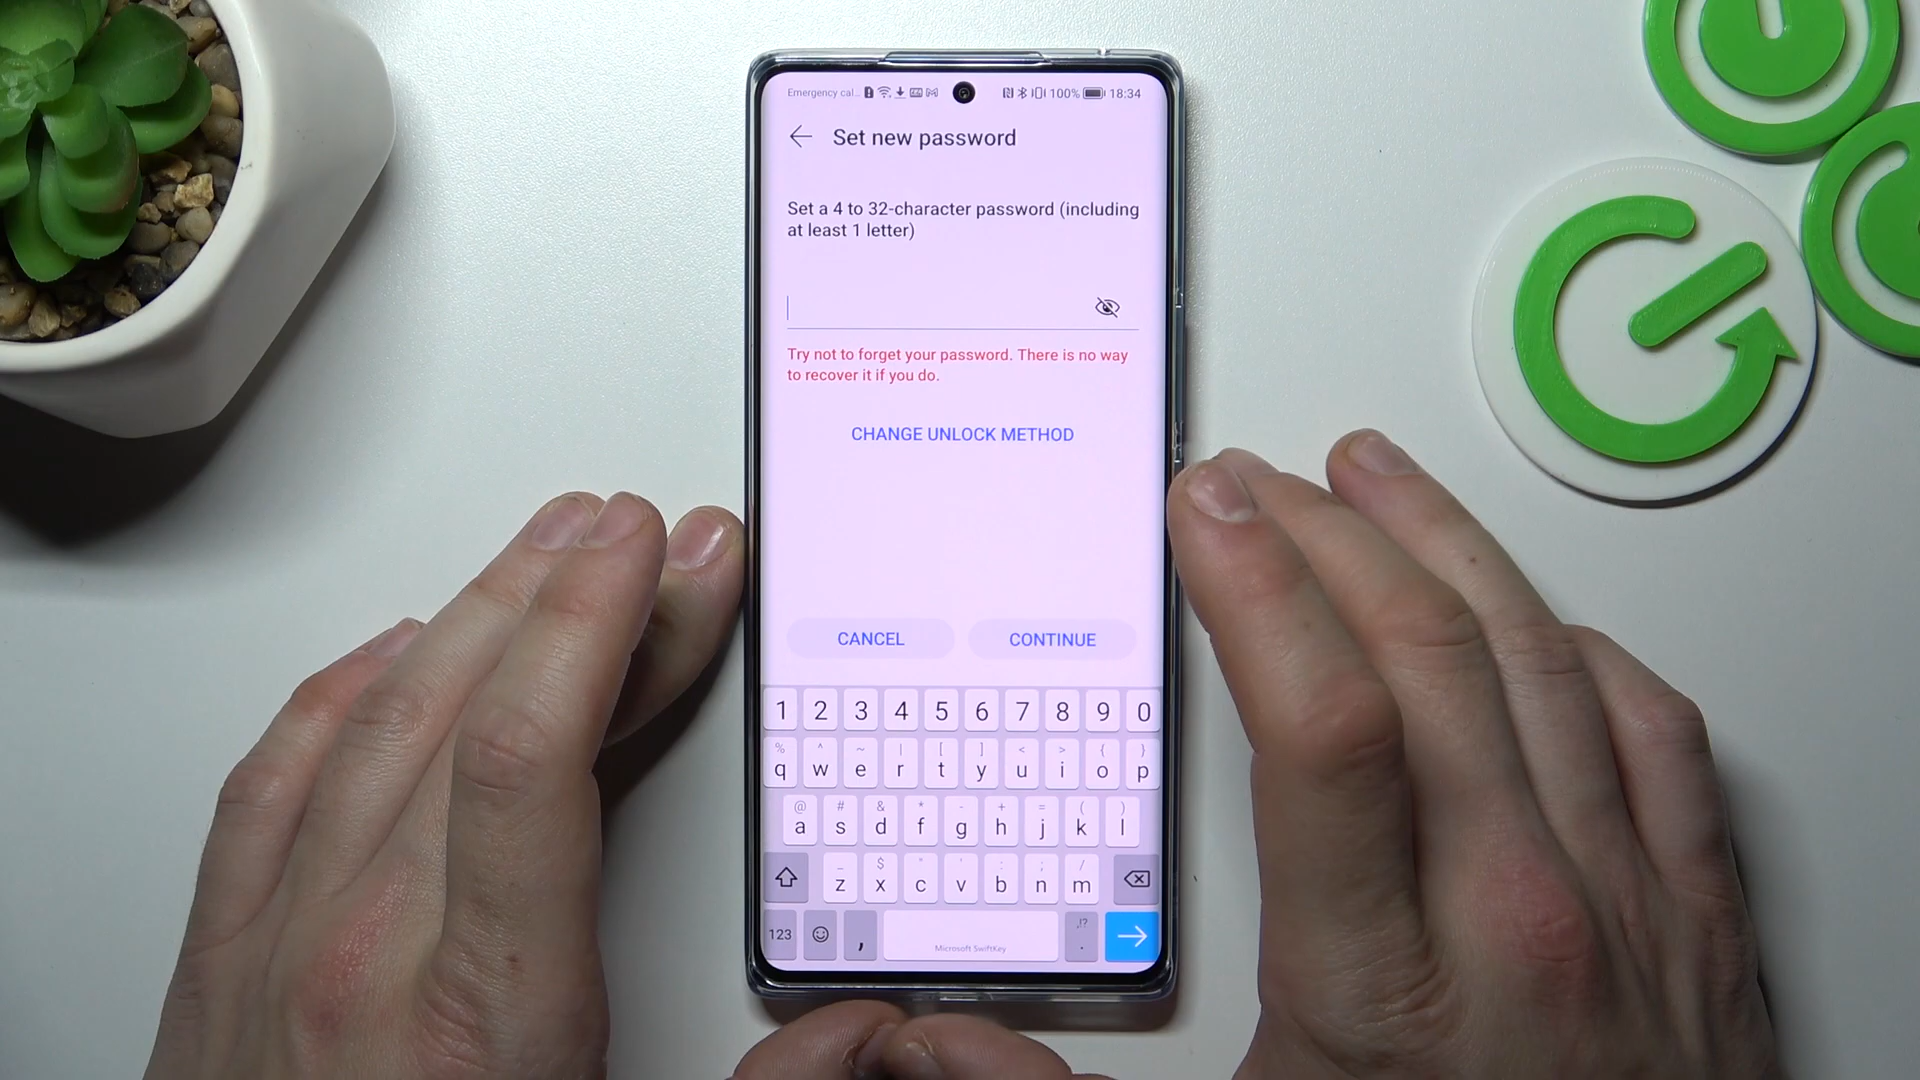 Emergency cal... 100% 18:34
Set new password
Set a 4 to 32-character password (including
at least 1 letter)
Try not to forget your password. There is no way
to recover it if you do.
CHANGE UNLOCK METHOD
CANCEL CONTINUE
1 2 3 4 5 6 7 8 9 0
% ^ ~ | [ ] < > { }
q w e r t y u i o p
@ # & * - + = ( )
a s d f g h j k l
_ $ " ' : ; /
z x c v b n m
123 , ,!? .
Microsoft SwiftKey